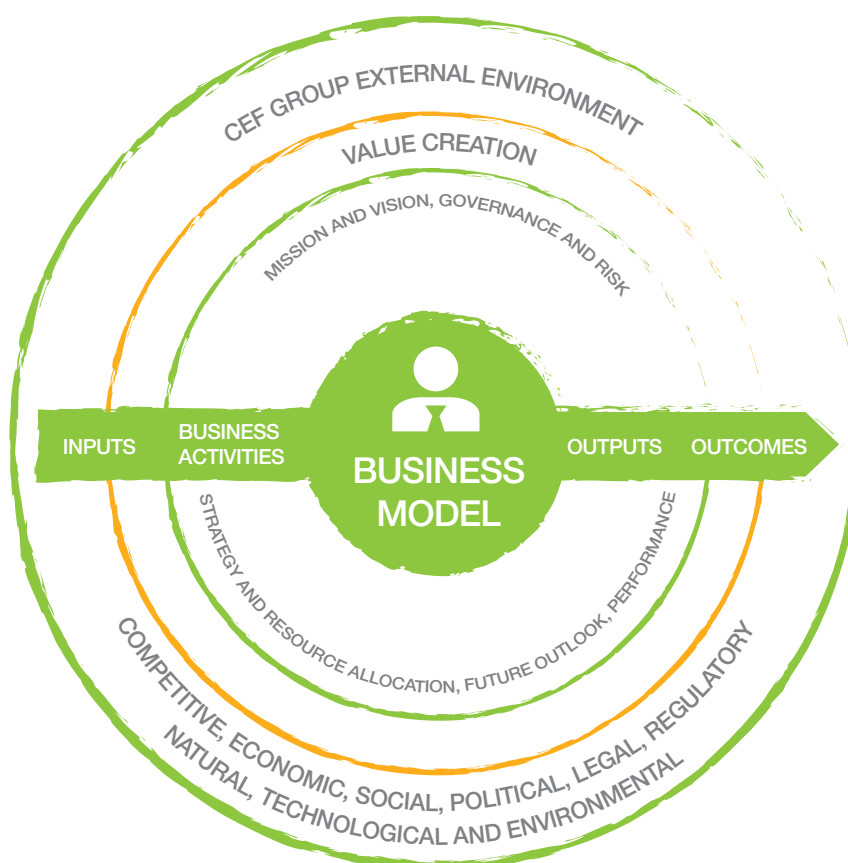 CEF GROUP EXTERNAL ENVIRONMENT
VALUE CREATION
MISSION AND VISION, GOVERNANCE AND RISK
INPUTS
BUSINESS
ACTIVITIES
BUSINESS
MODEL
OUTPUTS
OUTCOMES
STRATEGY AND RESOURCE ALLOCATION, FUTURE OUTLOOK, PERFORMANCE
COMPETITIVE, ECONOMIC, SOCIAL, POLITICAL, LEGAL, REGULATORY
NATURAL, TECHNOLOGICAL AND ENVIRONMENTAL